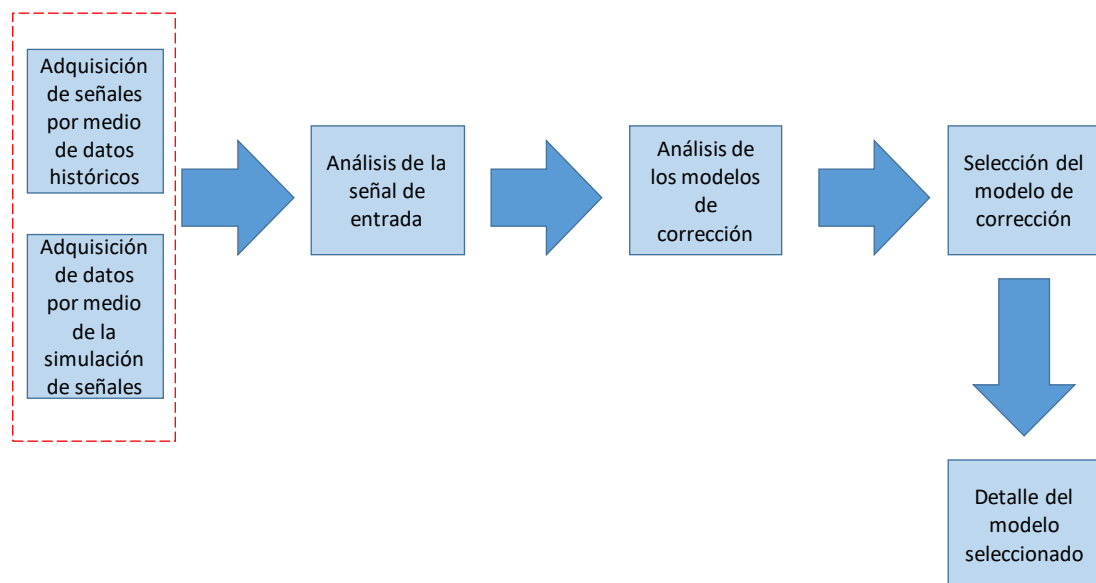 Adquisición
de señales
por medio
de datos
históricos
Adquisición
de datos
por medio
de la
simulación
de señales
Análisis de la
señal de
entrada
Análisis de
los modelos
de
corrección
Selección del
modelo de
corrección
Detalle del
modelo
seleccionado